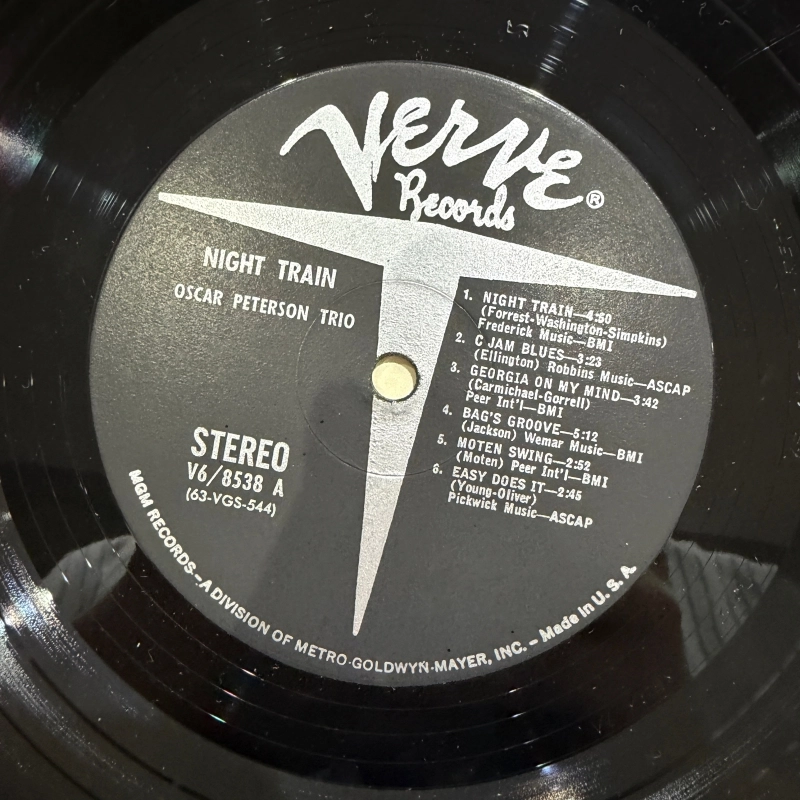 VERVE®
Records
NIGHT TRAIN
OSCAR PETERSON TRIO
STEREO
V6/8538 A
(63-VGS-544)
1. NIGHT TRAIN—4:50
(Forrest-Washington-Simpkins)
Frederick Music—BMI
2. C JAM BLUES—3:23
(Ellington) Robbins Music—ASCAP
3. GEORGIA ON MY MIND—3:42
(Carmichael-Gorrell)
Peer Int'l—BMI
4. BAG'S GROOVE—5:12
(Jackson) Wemar Music—BMI
5. MOTEN SWING—2:52
(Moten) Peer Int'l—BMI
6. EASY DOES IT—2:45
(Young-Oliver)
Pickwick Music—ASCAP
MGM RECORDS – A DIVISION OF METRO-GOLDWYN-MAYER, INC. – Made in U. S. A.